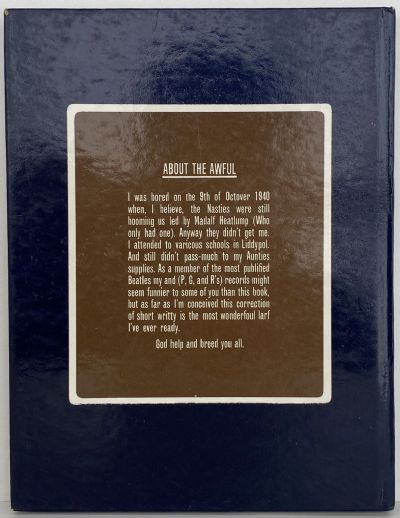 ABOUT THE AWFUL
I was bored on the 9th of Octover 1940
when, I believe, the Nasties were still
booming us led by Madalf Heatlump (Who
only had one). Anyway they didn't get me.
I attended to varicous schools in Liddypol.
And still didn't pass-much to my Aunties
supplies. As a member of the most publified
Beatles my and (P, G, and R's) records might
seem funnier to some of you than this book,
but as far as I'm conceived this correction
of short writty is the most wonderfoul larf
I've ever ready.
God help and breed you all.